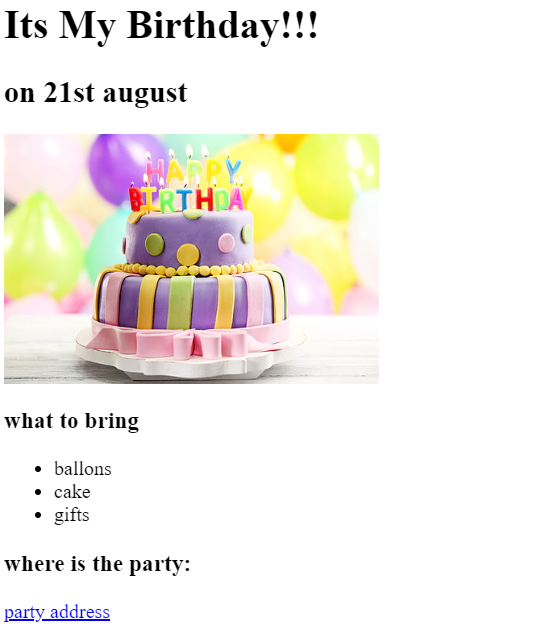 Its My Birthday!!!
on 21st august
HAPPY
BIRTHDAY
what to bring
ballons
cake
gifts
where is the party:
party address